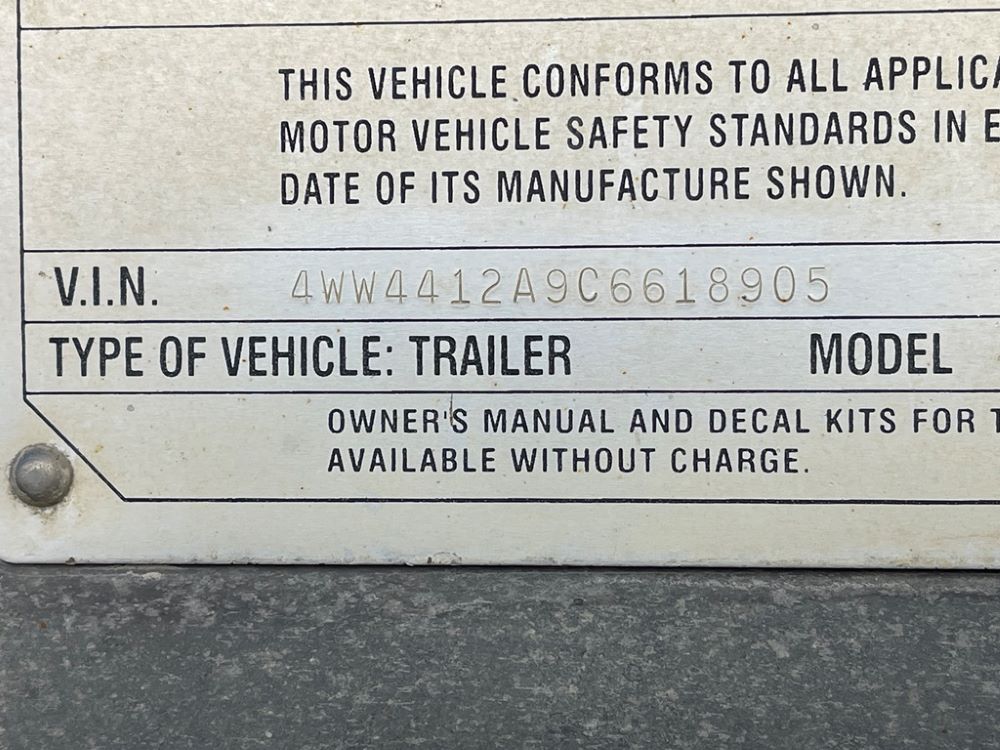 THIS VEHICLE CONFORMS TO ALL APPLICA
MOTOR VEHICLE SAFETY STANDARDS IN E
DATE OF ITS MANUFACTURE SHOWN.
V.I.N. 4WW4412A9C6618905
TYPE OF VEHICLE: TRAILER MODEL
OWNER'S MANUAL AND DECAL KITS FOR T
AVAILABLE WITHOUT CHARGE.